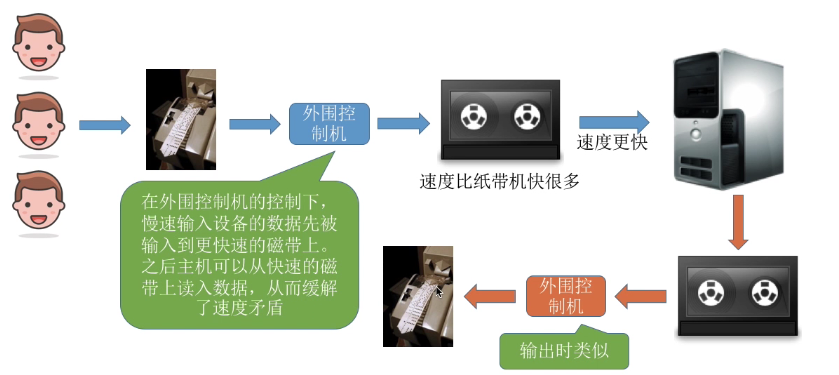 外围控
制机
速度更快
速度比纸带机快很多
在外围控制机的控制下，
慢速输入设备的数据先被
输入到更快速的磁带上。
之后主机可以从快速的磁
带上读入数据，从而缓解
了速度矛盾
外围控
制机
输出时类似